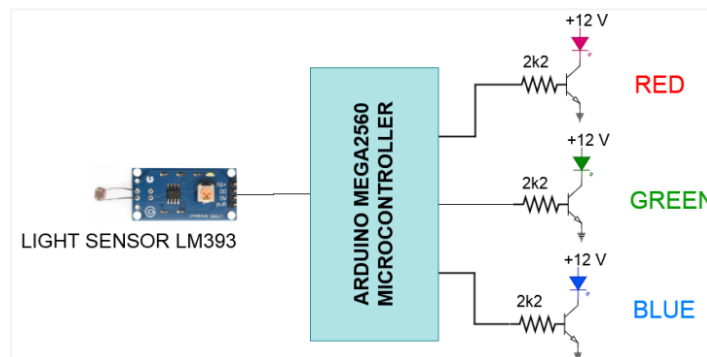 +12 V
2k2
RED
ARDUINO MEGA2560
MICROCONTROLLER
+12 V
2k2
GREEN
LIGHT SENSOR LM393
+12 V
2k2
BLUE